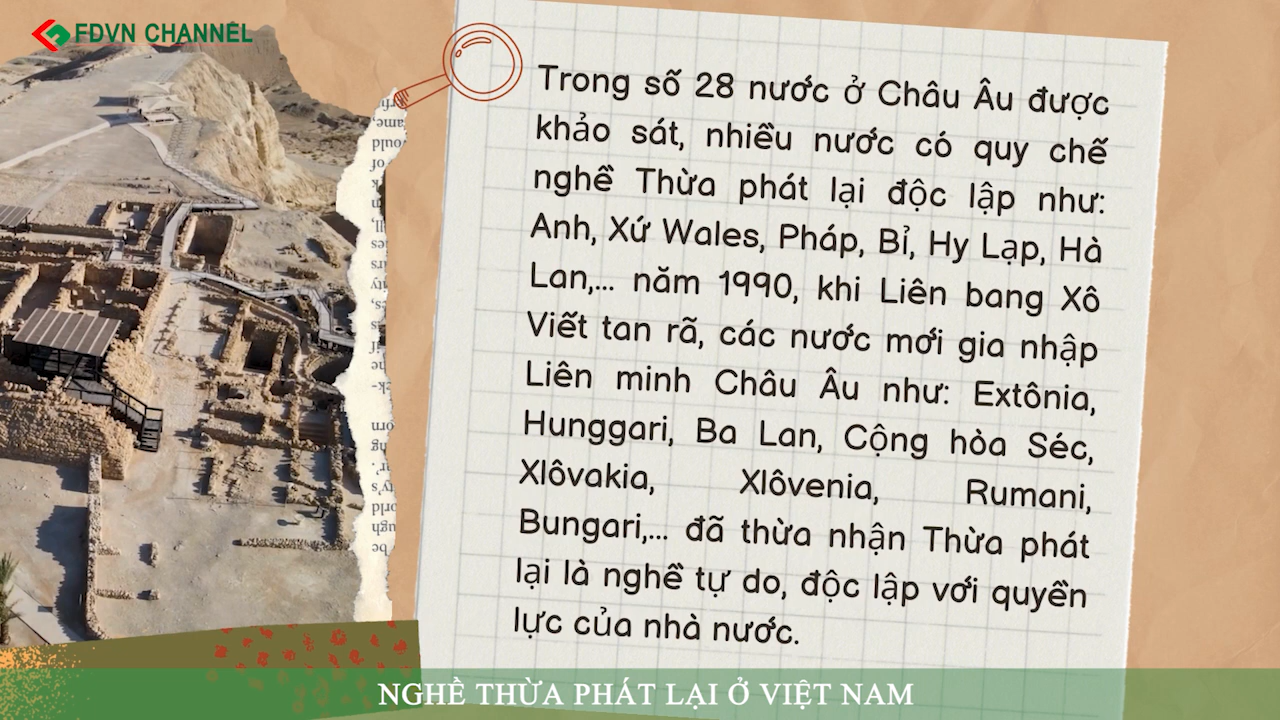 FDVN CHANNEL
Trong số 28 nước ở Châu Âu được
khảo sát, nhiều nước có quy chế
nghề Thừa phát lại độc lập như:
Anh, Xứ Wales, Pháp, Bỉ, Hy Lạp, Hà
Lan,... năm 1990, khi Liên bang Xô
Viết tan rã, các nước mới gia nhập
Liên minh Châu Âu như: Extônia,
Hunggari, Ba Lan, Cộng hòa Séc,
Xlôvakia, Xlôvenia, Rumani,
Bungari,... đã thừa nhận Thừa phát
lại là nghề tự do, độc lập với quyền
lực của nhà nước.
NGHỀ THỪA PHÁT LẠI Ở VIỆT NAM